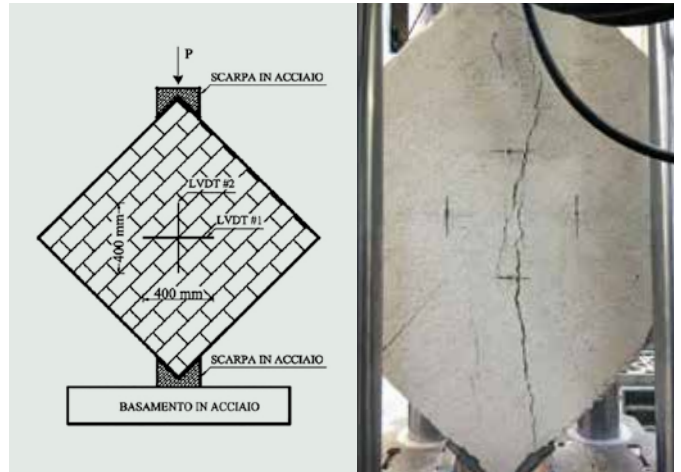 P
SCARPA IN ACCIAIO
LVDT #2
LVDT #1
400 mm
400 mm
SCARPA IN ACCIAIO
BASAMENTO IN ACCIAIO